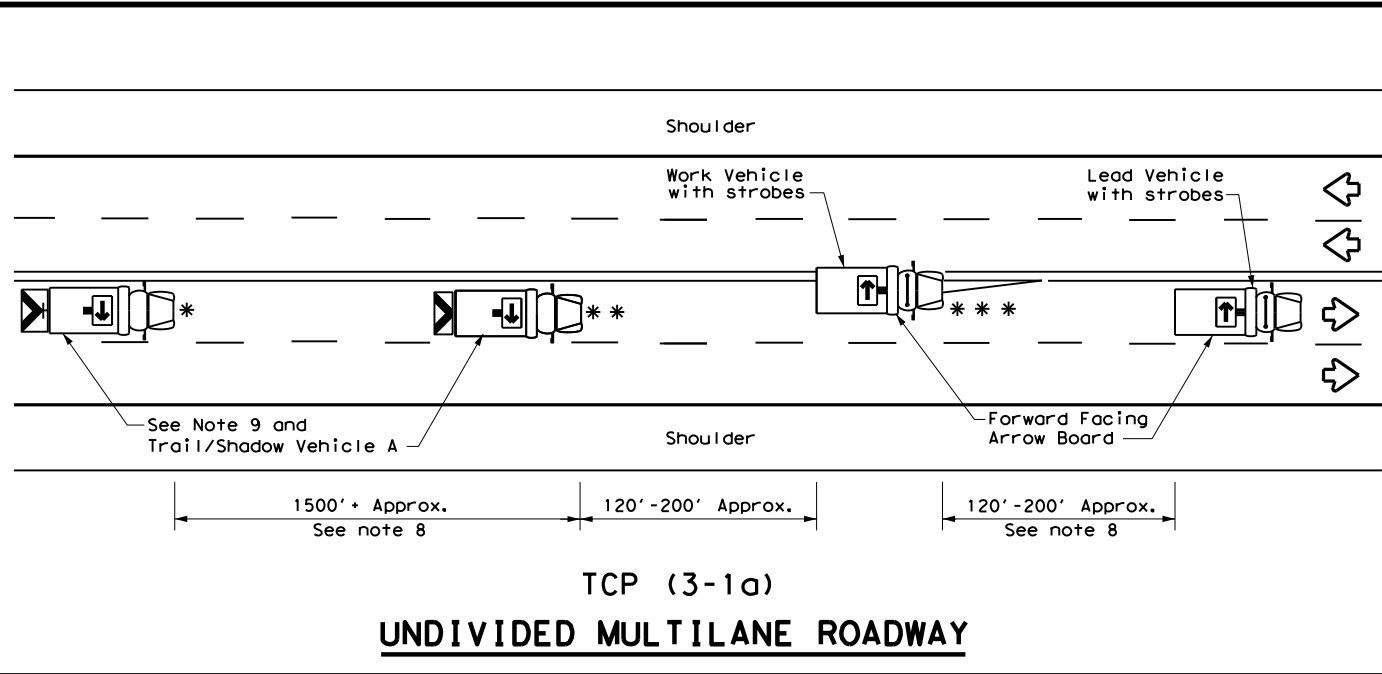 Shoulder
Work Vehicle
with strobes
Lead Vehicle
with strobes
*
* *
* * *
See Note 9 and
Trail/Shadow Vehicle A
Shoulder
Forward Facing
Arrow Board
1500'+ Approx.
See note 8
120'-200' Approx.
120'-200' Approx.
See note 8
TCP (3-1a)
UNDIVIDED MULTILANE ROADWAY